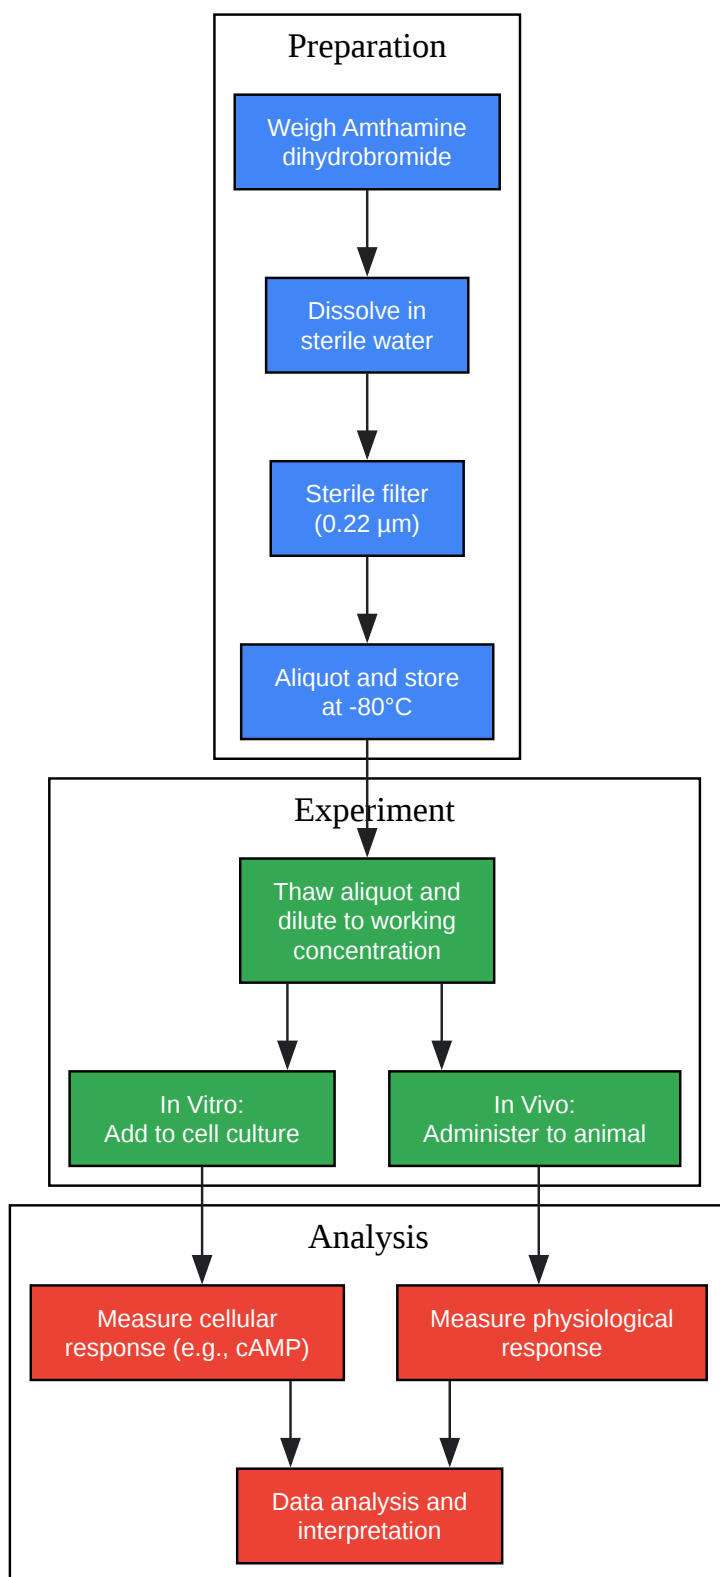 Preparation
Weigh Amthamine
dihydrobromide
Dissolve in
sterile water
Sterile filter
(0.22 µm)
Aliquot and store
at -80°C
Experiment
Thaw aliquot and
dilute to working
concentration
In Vitro:
Add to cell culture
In Vivo:
Administer to animal
Analysis
Measure cellular
response (e.g., cAMP)
Measure physiological
response
Data analysis and
interpretation